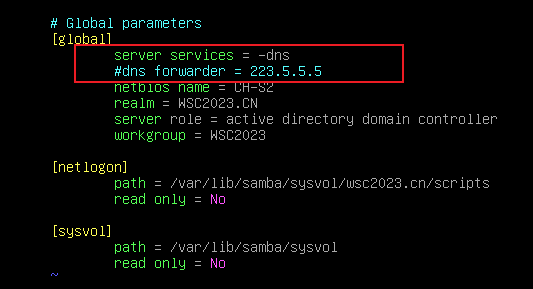 # Global parameters
[global]
server services = -dns
#dns forwarder = 223.5.5.5
netbios name = CH-S2
realm = WSC2023.CN
server role = active directory domain controller
workgroup = WSC2023
[netlogon]
path = /var/lib/samba/sysvol/wsc2023.cn/scripts
read only = No
[sysvol]
path = /var/lib/samba/sysvol
read only = No
~